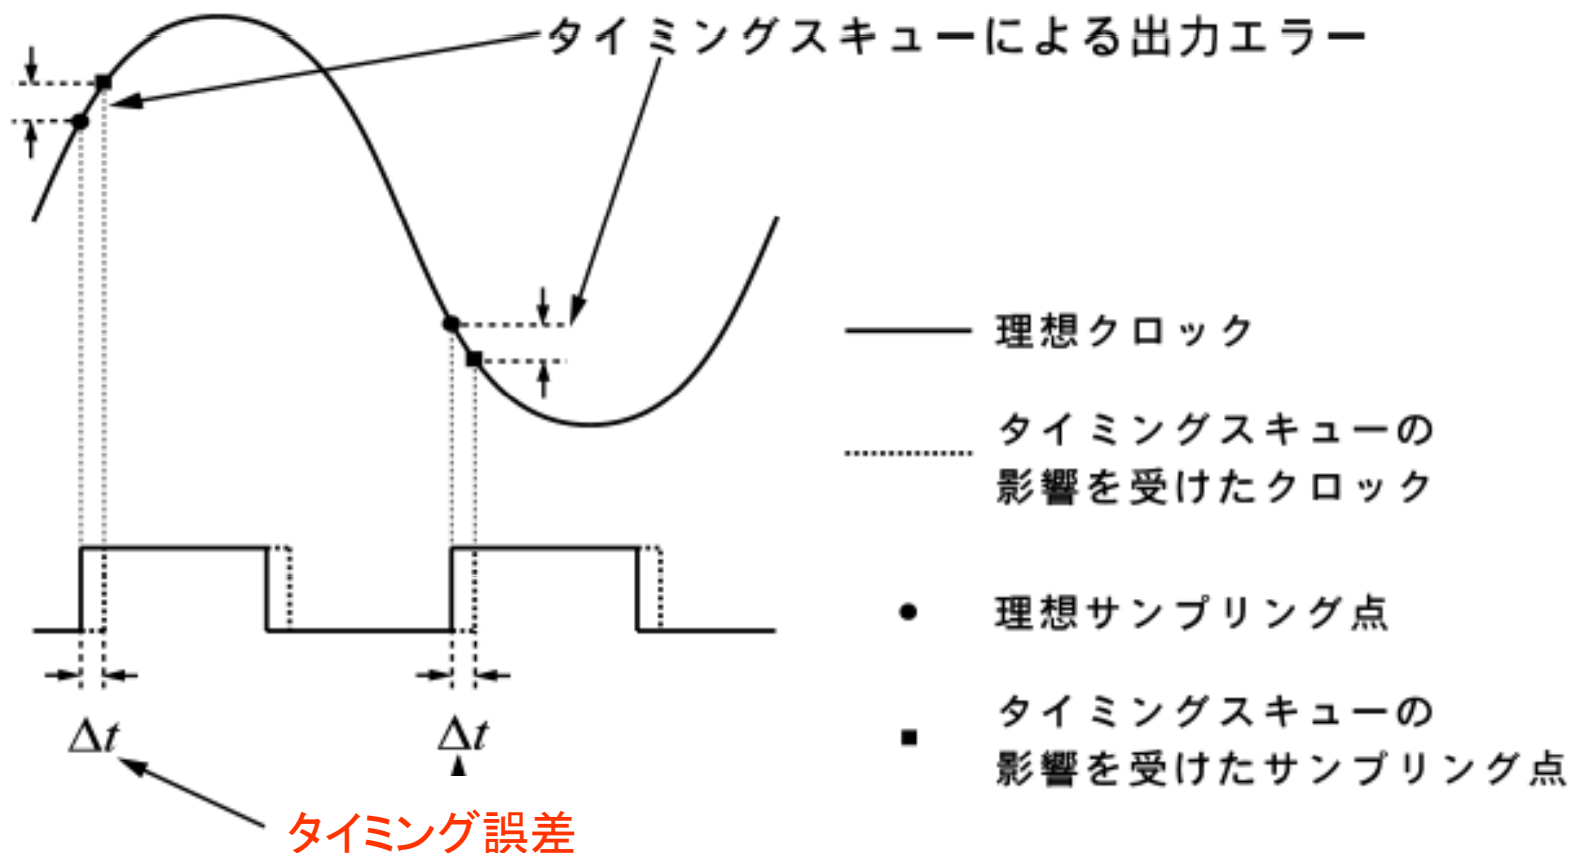 タイミングスキューによる出力エラー
理想クロック
タイミングスキューの
影響を受けたクロック
理想サンプリング点
タイミングスキューの
影響を受けたサンプリング点
Δt
Δt
タイミング誤差